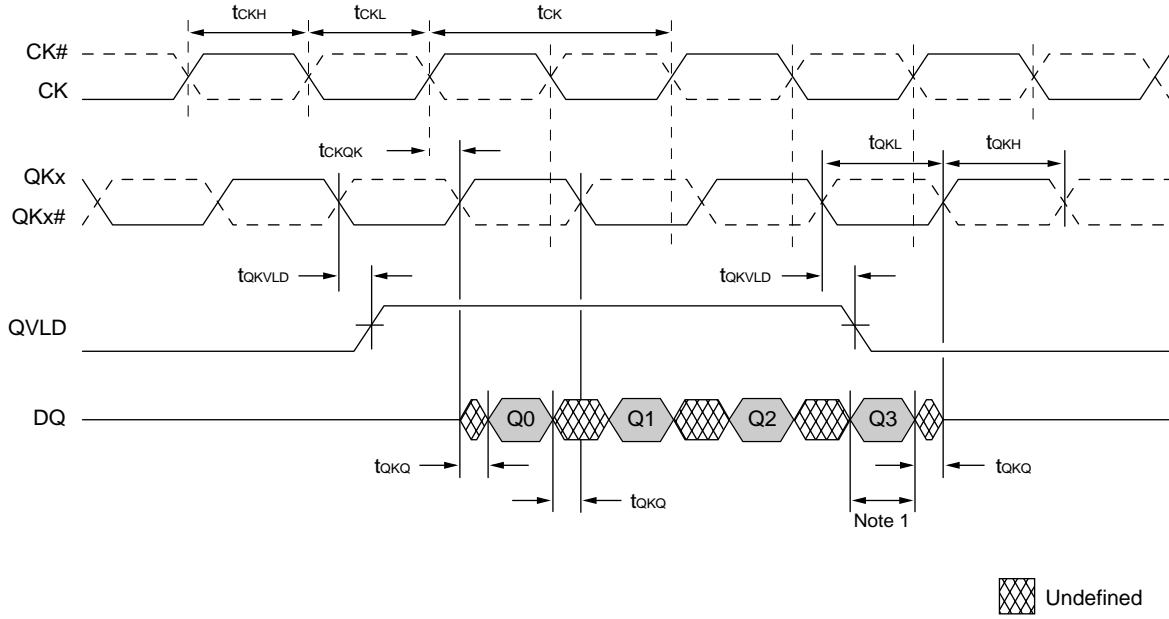 tCKH tCKL tCK
CK#
CK
tCKQK tQKL tQKH
QKx
QKx#
tQKVLD tQKVLD
QVLD
DQ Q0 Q1 Q2 Q3
tQKQ tQKQ tQKQ
Note 1
Undefined